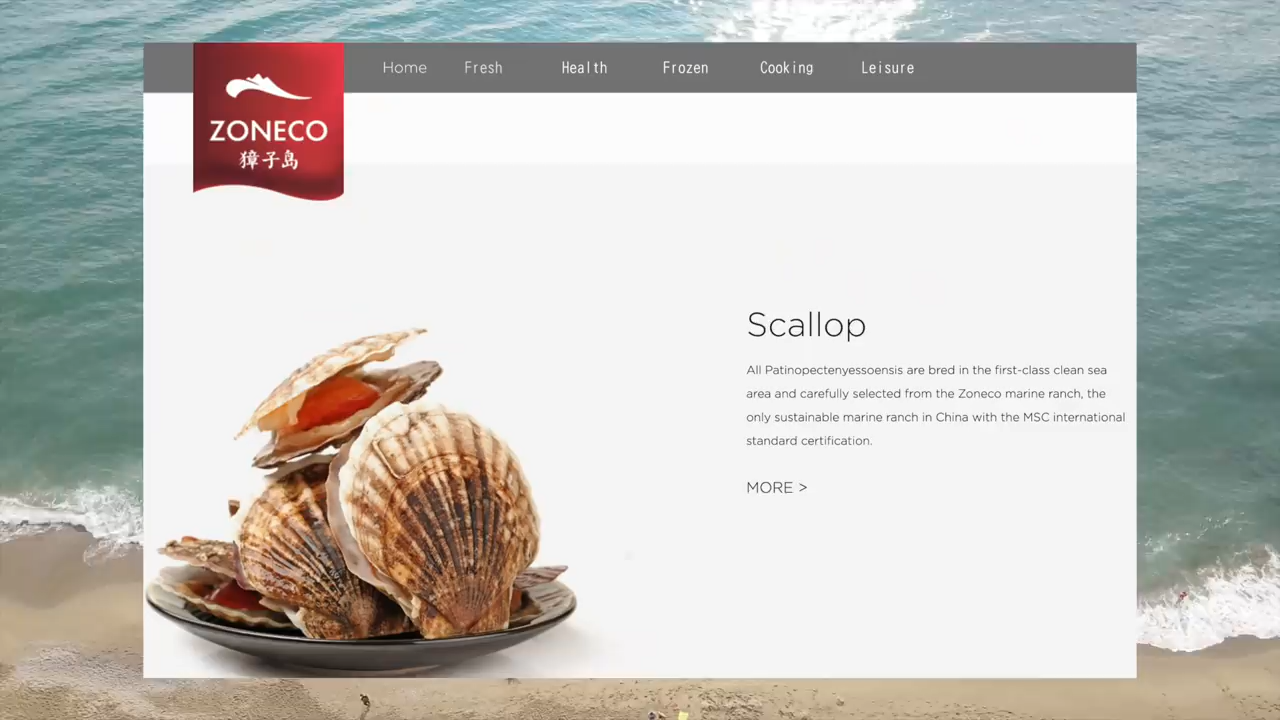 Home Fresh Health Frozen Cooking Leisure
ZONECO
獐子島
Scallop
All Patinopectenyessoensis are bred in the first-class clean sea
area and carefully selected from the Zoneco marine ranch, the
only sustainable marine ranch in China with the MSC international
standard certification.
MORE >